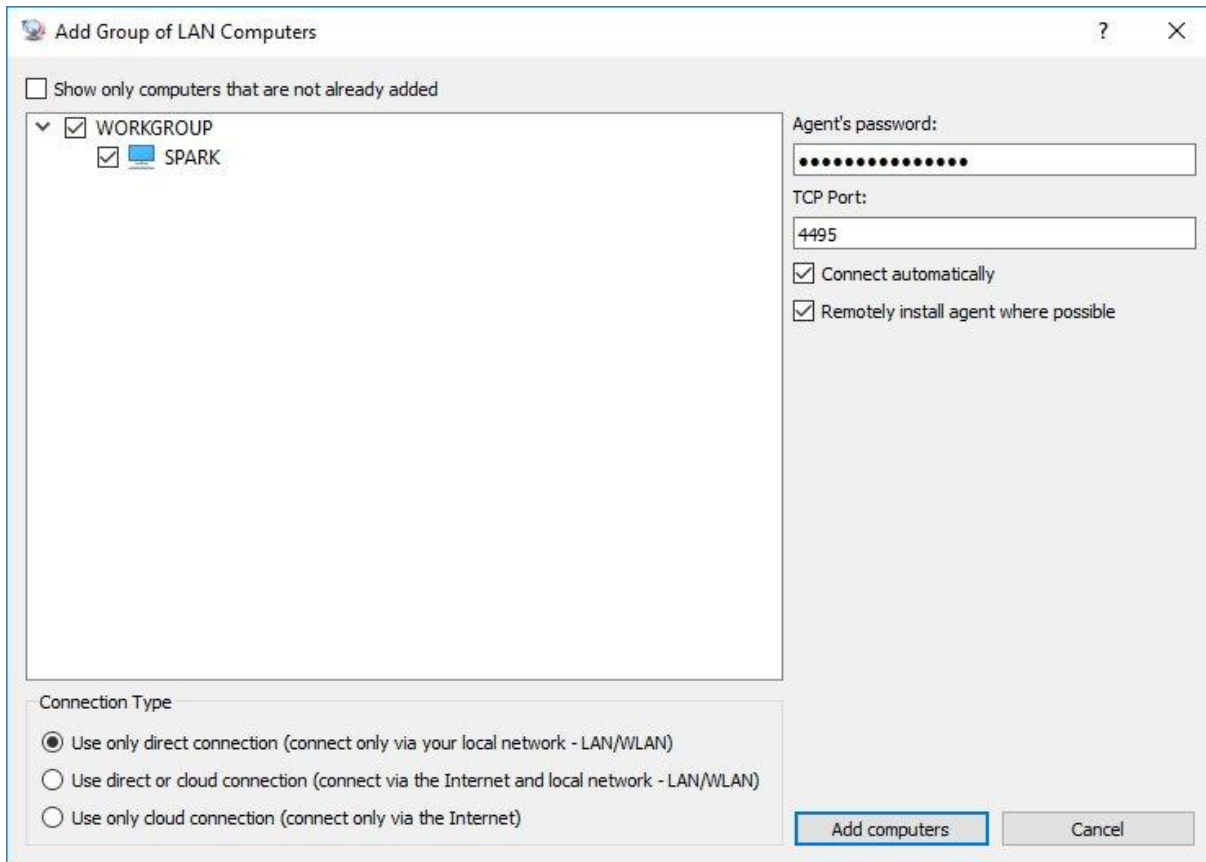 Add Group of LAN Computers
Show only computers that are not already added
WORKGROUP
SPARK
Agent's password:
•••••••••••••••
TCP Port:
4495
Connect automatically
Remotely install agent where possible
Connection Type
Use only direct connection (connect only via your local network - LAN/WLAN)
Use direct or cloud connection (connect via the Internet and local network - LAN/WLAN)
Use only cloud connection (connect only via the Internet)
Add computers
Cancel